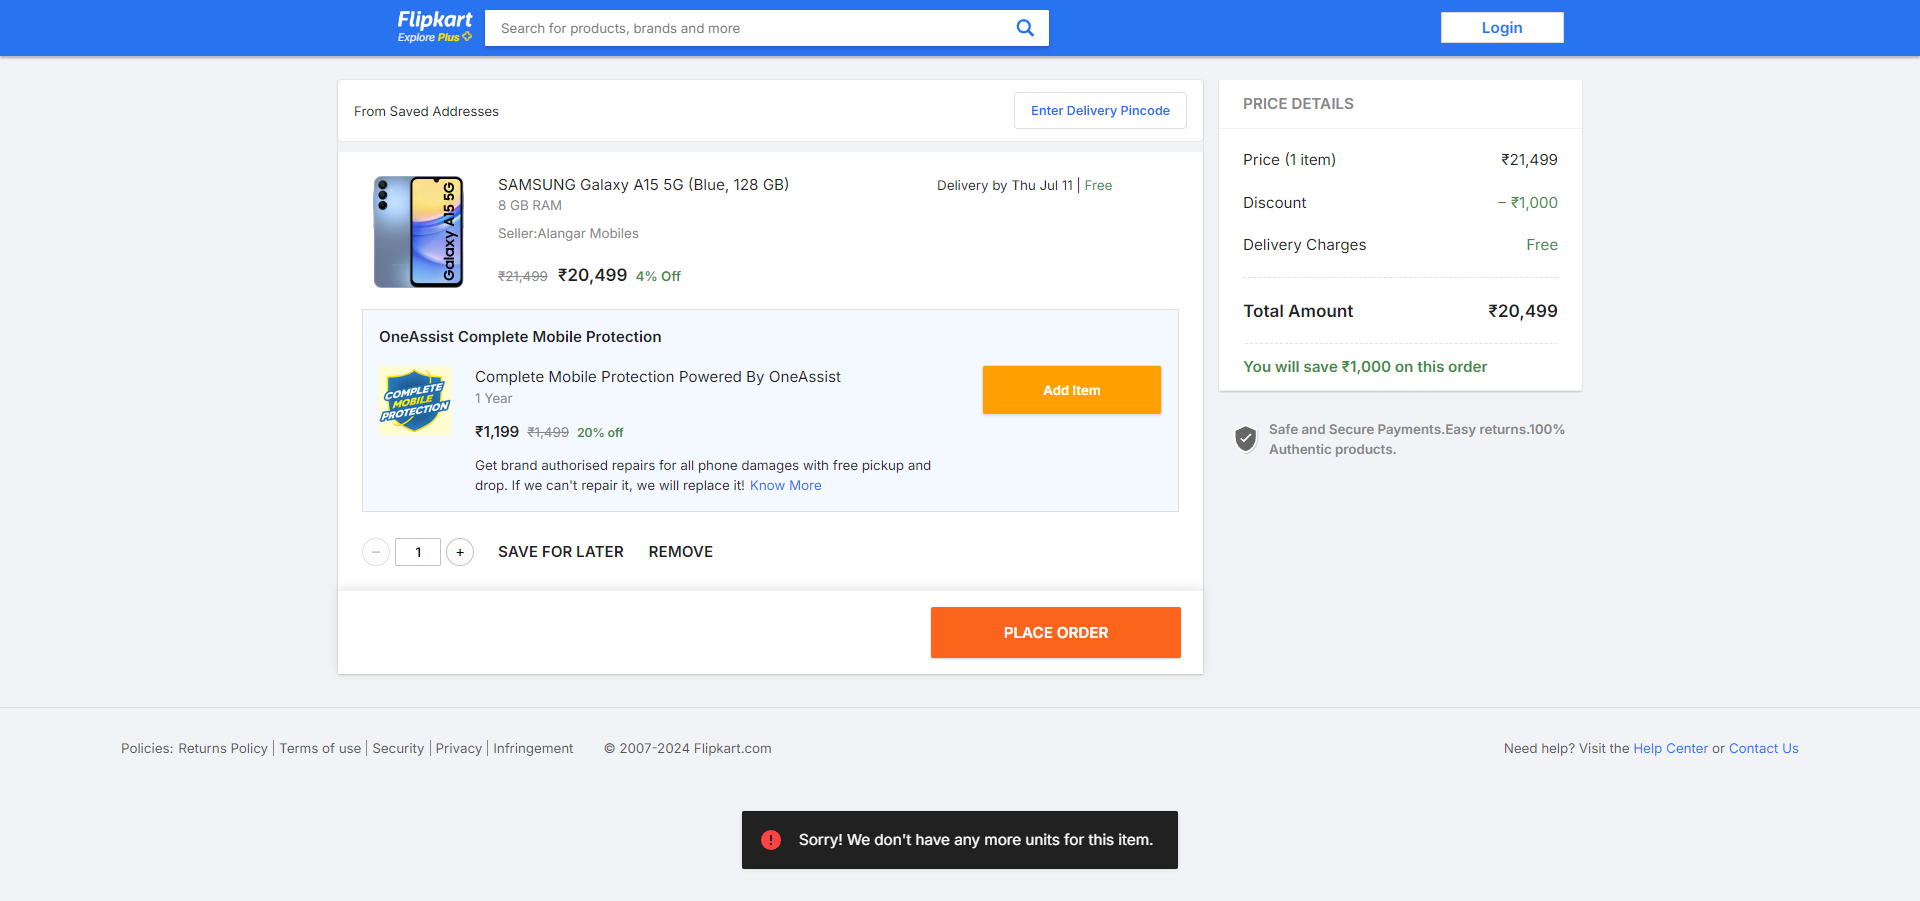 Flipkart
Explore Plus
Search for products, brands and more
Login
From Saved Addresses
Enter Delivery Pincode
Galaxy A15 5G
SAMSUNG Galaxy A15 5G (Blue, 128 GB)
8 GB RAM
Seller:Alangar Mobiles
₹21,499 ₹20,499 4% Off
Delivery by Thu Jul 11 | Free
OneAssist Complete Mobile Protection
COMPLETE
MOBILE
PROTECTION
Complete Mobile Protection Powered By OneAssist
1 Year
₹1,199 ₹1,499 20% off
Get brand authorised repairs for all phone damages with free pickup and
drop. If we can't repair it, we will replace it! Know More
Add Item
− 1 + SAVE FOR LATER REMOVE
PLACE ORDER
PRICE DETAILS
Price (1 item) ₹21,499
Discount − ₹1,000
Delivery Charges Free
Total Amount ₹20,499
You will save ₹1,000 on this order
Safe and Secure Payments.Easy returns.100%
Authentic products.
Policies: Returns Policy | Terms of use | Security | Privacy | Infringement © 2007-2024 Flipkart.com
Need help? Visit the Help Center or Contact Us
Sorry! We don't have any more units for this item.